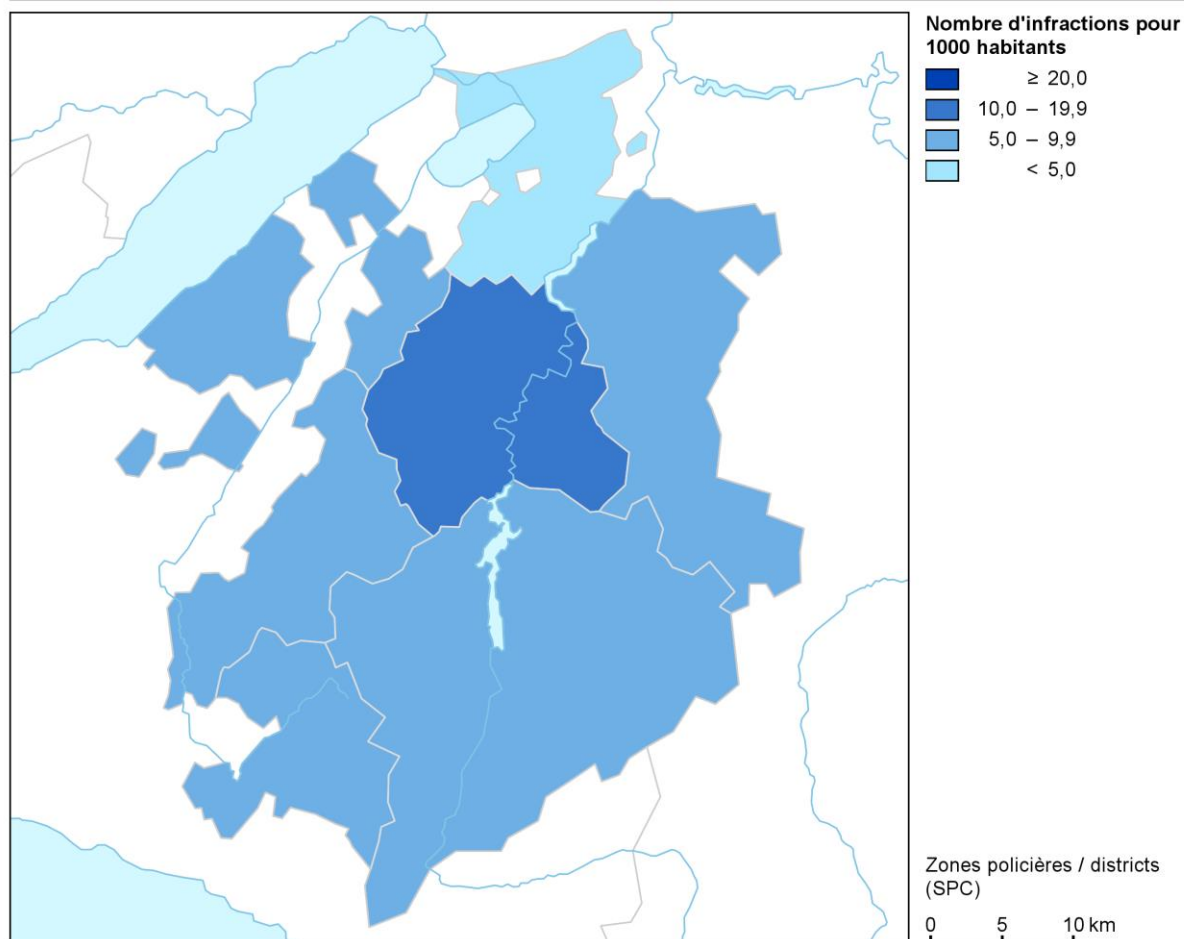 Nombre d'infractions pour
1000 habitants
≥ 20,0
10,0 – 19,9
5,0 – 9,9
< 5,0
Zones policières / districts
(SPC)
0 5 10 km